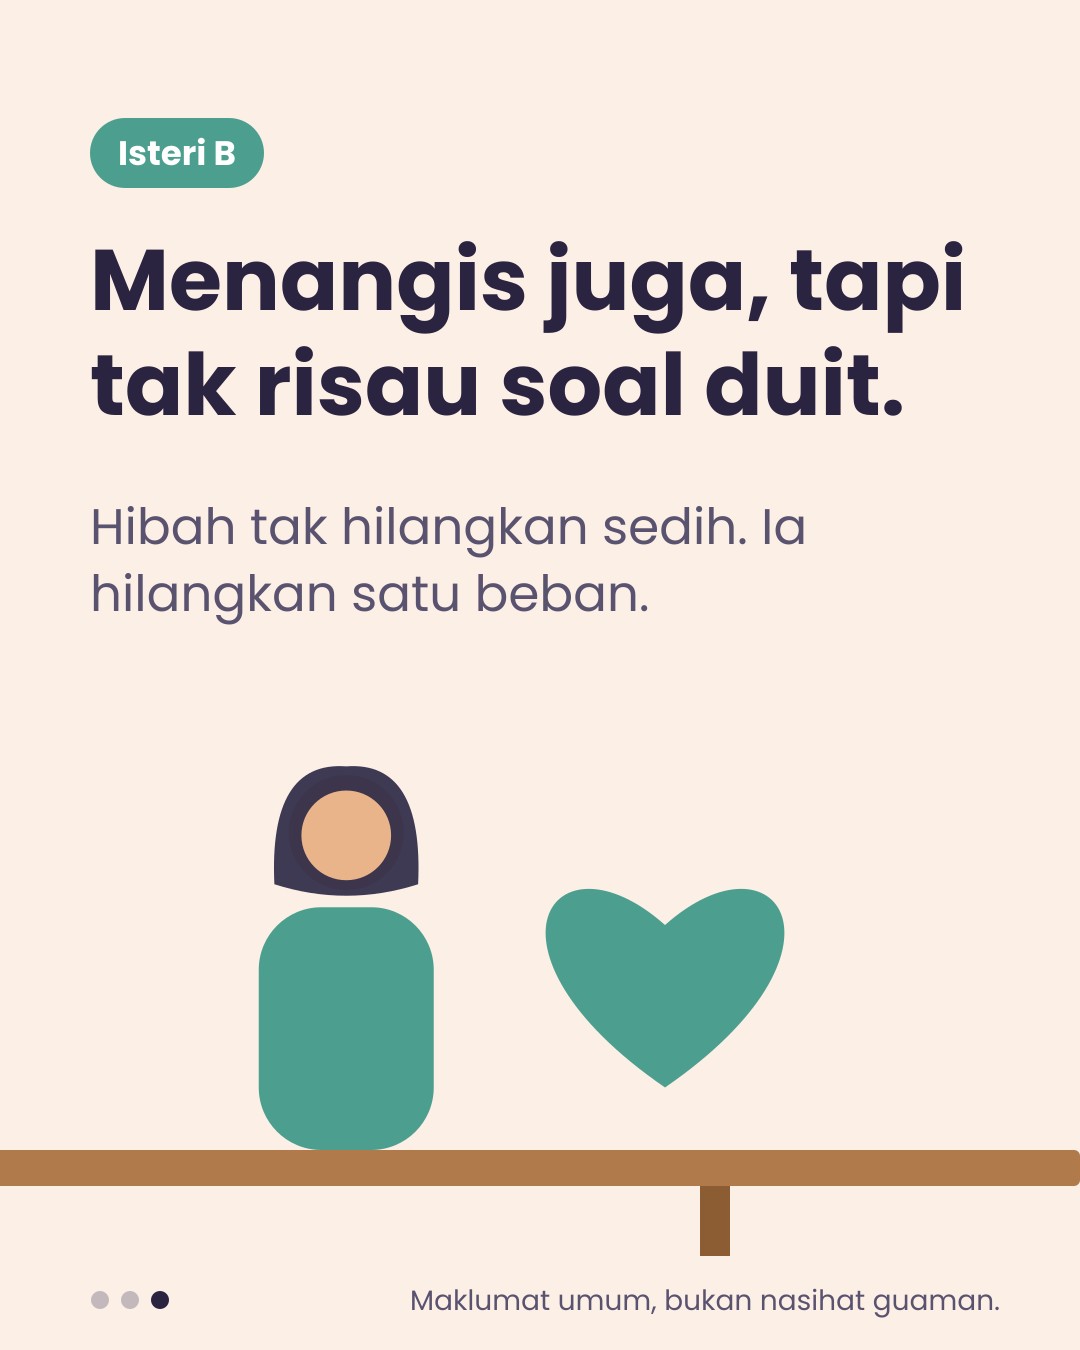 Isteri B
Menangis juga, tapi
tak risau soal duit.
Hibah tak hilangkan sedih. Ia
hilangkan satu beban.
Maklumat umum, bukan nasihat guaman.